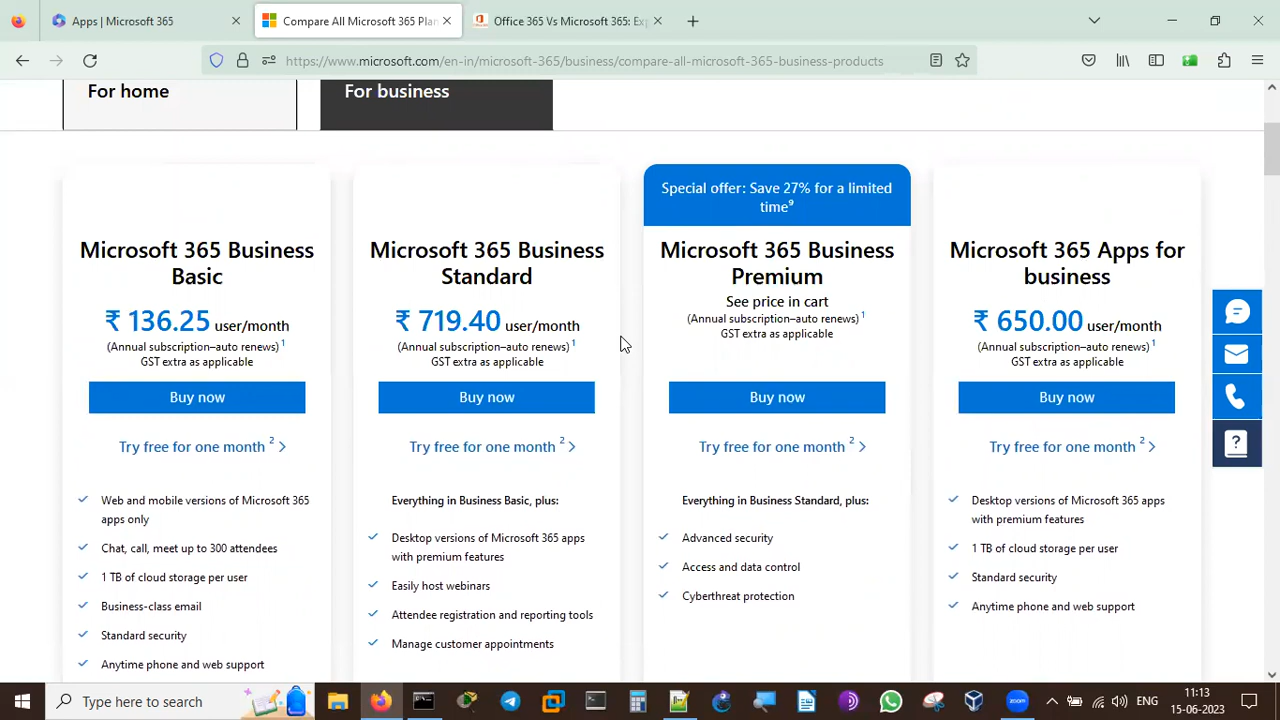 Apps | Microsoft 365
Compare All Microsoft 365 Plan
Office 365 Vs Microsoft 365: Exp
https://www.microsoft.com/en-in/microsoft-365/business/compare-all-microsoft-365-business-products
For home
For business
Microsoft 365 Business
Basic
₹ 136.25 user/month
(Annual subscription–auto renews) 1
GST extra as applicable
Buy now
Try free for one month 2
Web and mobile versions of Microsoft 365
apps only
Chat, call, meet up to 300 attendees
1 TB of cloud storage per user
Business-class email
Standard security
Anytime phone and web support
Microsoft 365 Business
Standard
₹ 719.40 user/month
(Annual subscription–auto renews) 1
GST extra as applicable
Buy now
Try free for one month 2
Everything in Business Basic, plus:
Desktop versions of Microsoft 365 apps
with premium features
Easily host webinars
Attendee registration and reporting tools
Manage customer appointments
Special offer: Save 27% for a limited
time9
Microsoft 365 Business
Premium
See price in cart
(Annual subscription–auto renews) 1
GST extra as applicable
Buy now
Try free for one month 2
Everything in Business Standard, plus:
Advanced security
Access and data control
Cyberthreat protection
Microsoft 365 Apps for
business
₹ 650.00 user/month
(Annual subscription–auto renews) 1
GST extra as applicable
Buy now
Try free for one month 2
Desktop versions of Microsoft 365 apps
with premium features
1 TB of cloud storage per user
Standard security
Anytime phone and web support
Type here to search
zoom
ENG
11:13
15-06-2023